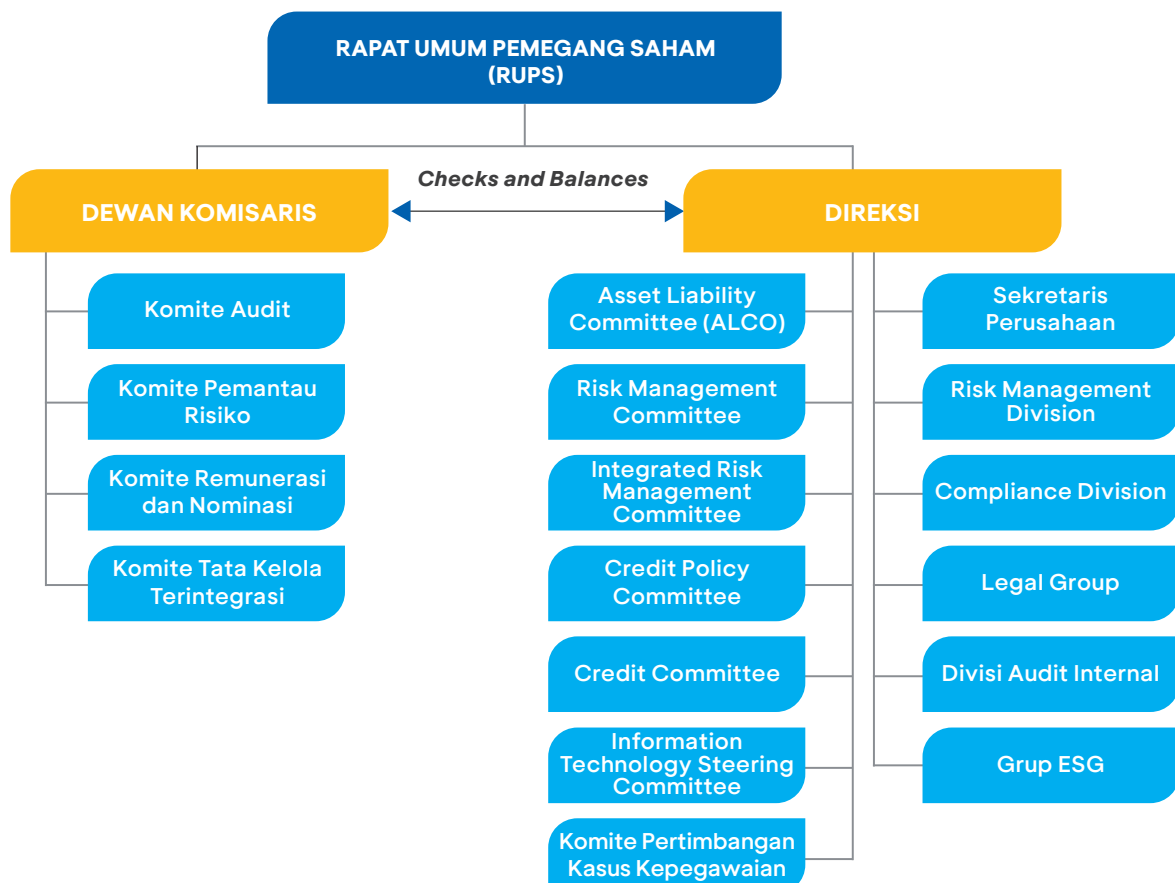 RAPAT UMUM PEMEGANG SAHAM
(RUPS)
Checks and Balances
DEWAN KOMISARIS
DIREKSI
Komite Audit
Komite Pemantau
Risiko
Komite Remunerasi
dan Nominasi
Komite Tata Kelola
Terintegrasi
Asset Liability
Committee (ALCO)
Risk Management
Committee
Integrated Risk
Management
Committee
Credit Policy
Committee
Credit Committee
Information
Technology Steering
Committee
Komite Pertimbangan
Kasus Kepegawaian
Sekretaris
Perusahaan
Risk Management
Division
Compliance Division
Legal Group
Divisi Audit Internal
Grup ESG